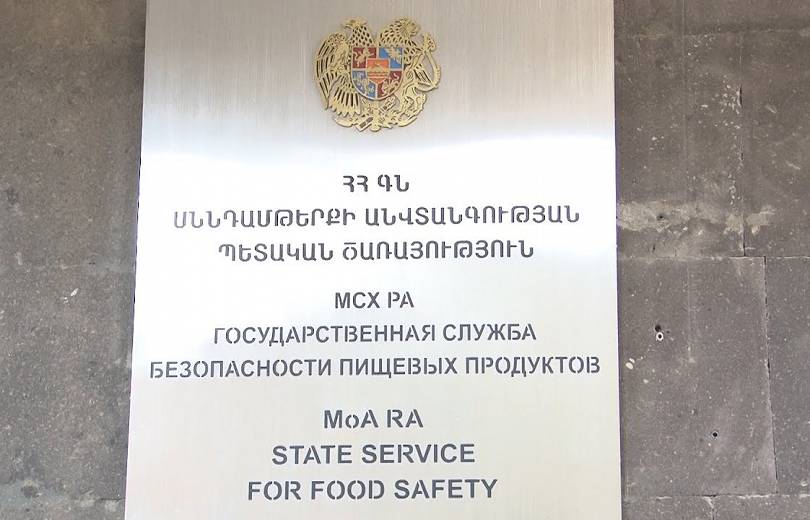 ՀՀ ԳՆ
ՍՆՆԴԱՄԹԵՐՔԻ ԱՆՎՏԱՆԳՈՒԹՅԱՆ
ՊԵՏԱԿԱՆ ԾԱՌԱՅՈՒԹՅՈՒՆ
МСХ РА
ГОСУДАРСТВЕННАЯ СЛУЖБА
БЕЗОПАСНОСТИ ПИЩЕВЫХ ПРОДУКТОВ
MoA RA
STATE SERVICE
FOR FOOD SAFETY